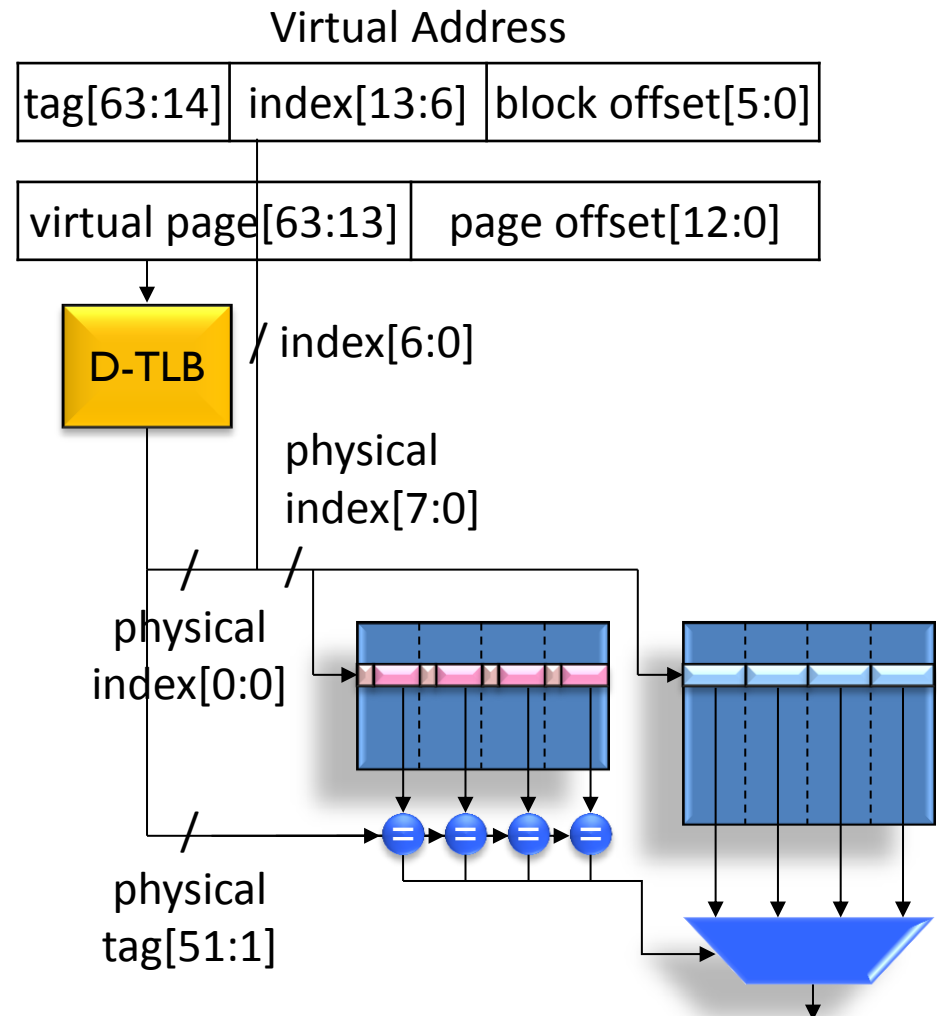 Virtual Address
tag[63:14] index[13:6] block offset[5:0]
virtual page[63:13] page offset[12:0]
D-TLB
index[6:0]
physical
index[7:0]
physical
index[0:0]
= = = =
physical
tag[51:1]